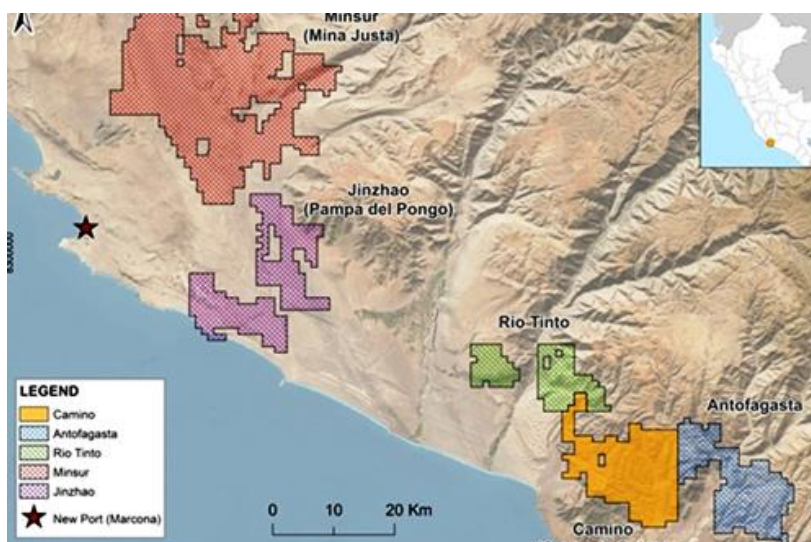 Minsur
(Mina Justa)
Jinzhao
(Pampa del Pongo)
Rio Tinto
Antofagasta
Camino
LEGEND
Camino
Antofagasta
Rio Tinto
Minsur
Jinzhao
New Port (Marcona)
0 10 20 Km